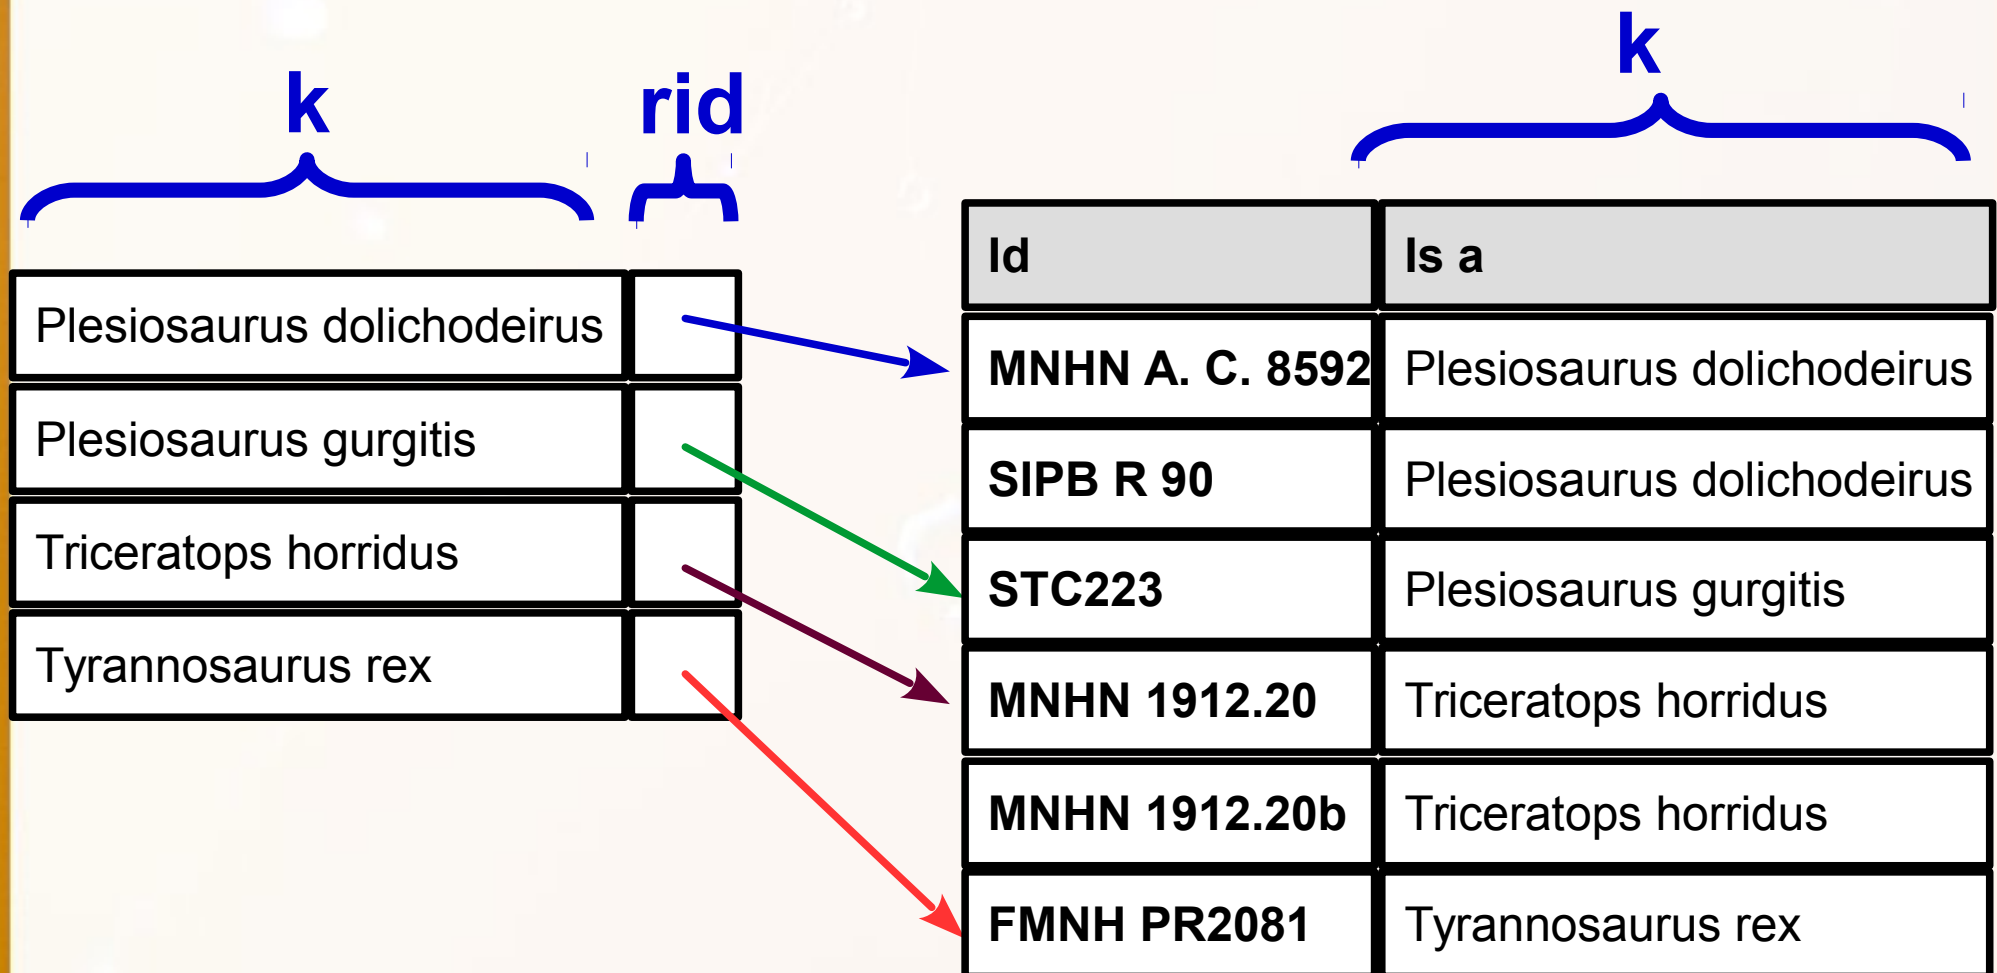 k
k
rid
Id Is a
Plesiosaurus dolichodeirus
MNHN A. C. 8592 Plesiosaurus dolichodeirus
Plesiosaurus gurgitis
SIPB R 90 Plesiosaurus dolichodeirus
Triceratops horridus
STC223 Plesiosaurus gurgitis
Tyrannosaurus rex
MNHN 1912.20 Triceratops horridus
MNHN 1912.20b Triceratops horridus
FMNH PR2081 Tyrannosaurus rex